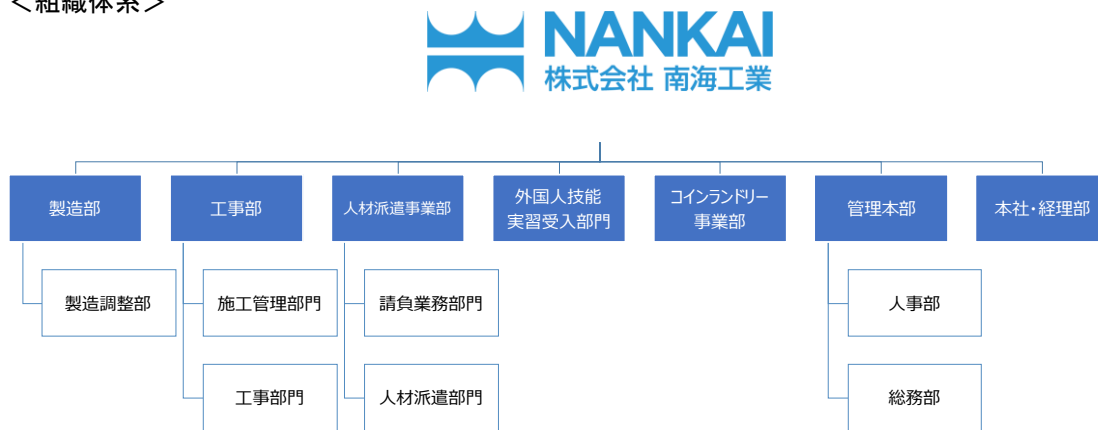 ＜組織体系＞
NANKAI
株式会社 南海工業
製造部
工事部
人材派遣事業部
外国人技能
実習受入部門
コインランドリー
事業部
管理本部
本社・経理部
製造調整部
施工管理部門
請負業務部門
人事部
工事部門
人材派遣部門
総務部